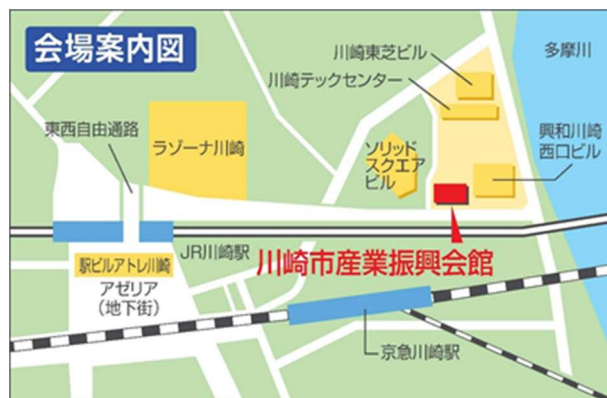 会場案内図
川崎東芝ビル
川崎テックセンター
多摩川
東西自由通路
ラゾーナ川崎
ソリッド
スクエア
ビル
興和川崎
西口ビル
JR川崎駅
川崎市産業振興会館
駅ビルアトレ川崎
アゼリア
(地下街)
京急川崎駅